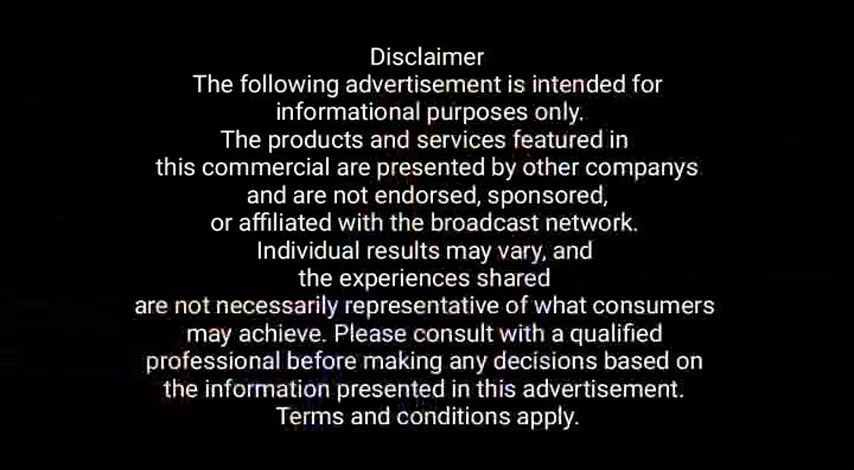 Disclaimer
The following advertisement is intended for
informational purposes only.
The products and services featured in
this commercial are presented by other companys
and are not endorsed, sponsored,
or affiliated with the broadcast network.
Individual results may vary, and
the experiences shared
are not necessarily representative of what consumers
may achieve. Please consult with a qualified
professional before making any decisions based on
the information presented in this advertisement.
Terms and conditions apply.